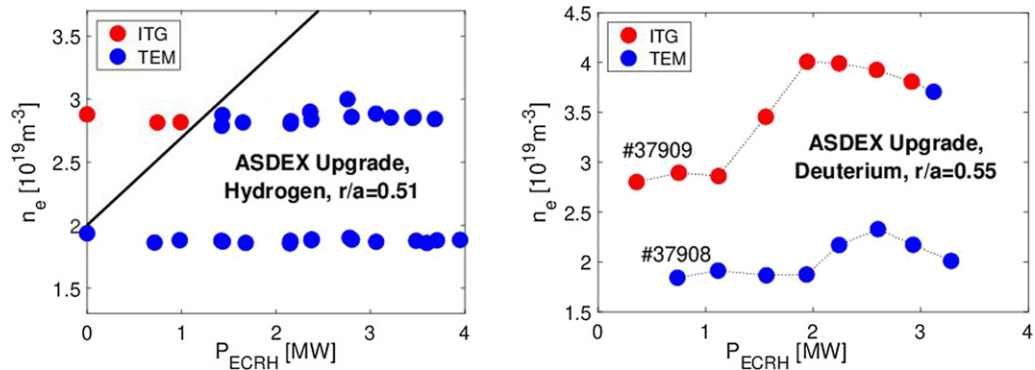 ITG
TEM
3.5
3
2.5
2
1.5
n_e [10^19 m^-3]
ASDEX Upgrade,
Hydrogen, r/a=0.51
0 1 2 3 4
P_ECRH [MW]
ITG
TEM
4.5
4
3.5
3
2.5
2
1.5
n_e [10^19 m^-3]
#37909
ASDEX Upgrade,
Deuterium, r/a=0.55
#37908
0 1 2 3 4
P_ECRH [MW]